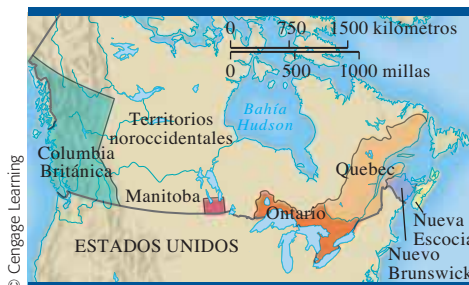 0 750 1500 kilómetros
0 500 1000 millas
Bahía
Hudson
Territorios
noroccidentales
Columbia
Británica
Manitoba
Quebec
Ontario
ESTADOS UNIDOS
Nueva
Escocia
Nuevo
Brunswick
© Cengage Learning